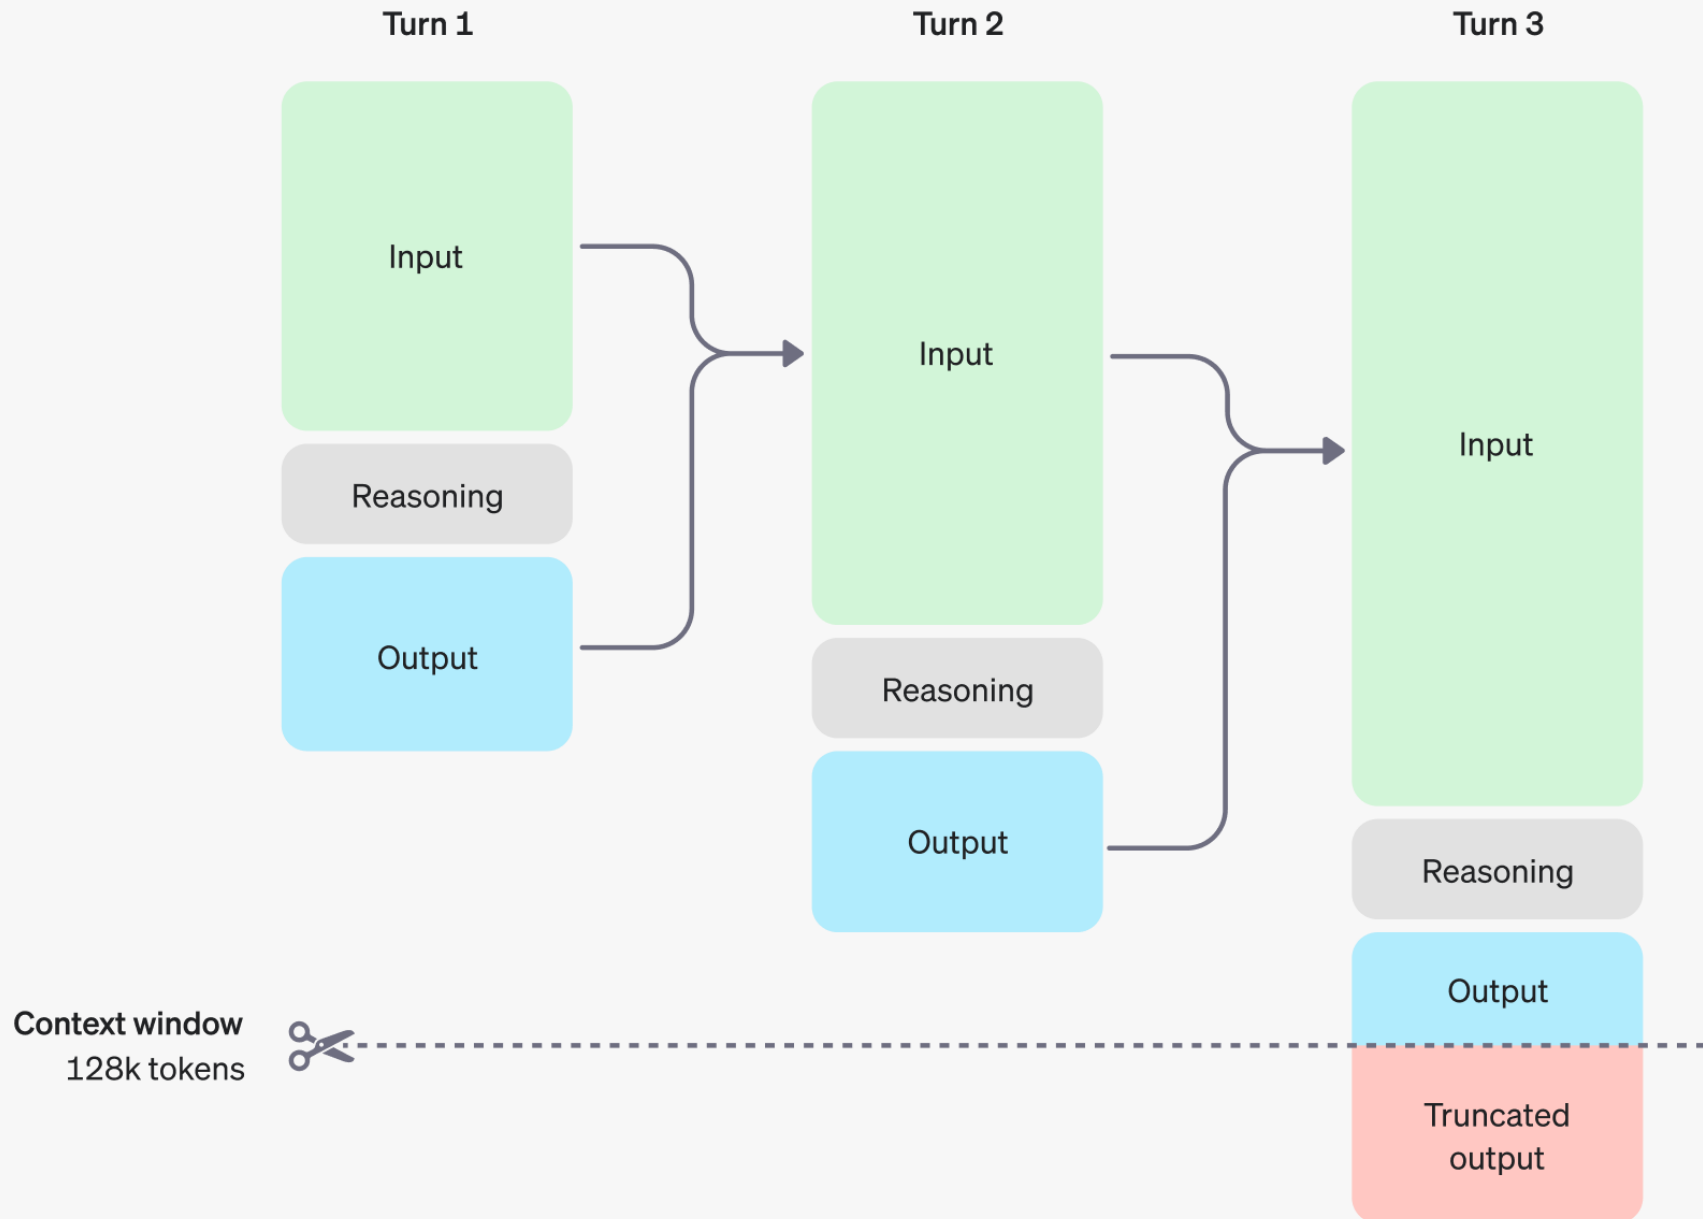 Turn 1
Turn 2
Turn 3
Input
Reasoning
Output
Input
Reasoning
Output
Input
Reasoning
Output
Truncated
output
Context window
128k tokens